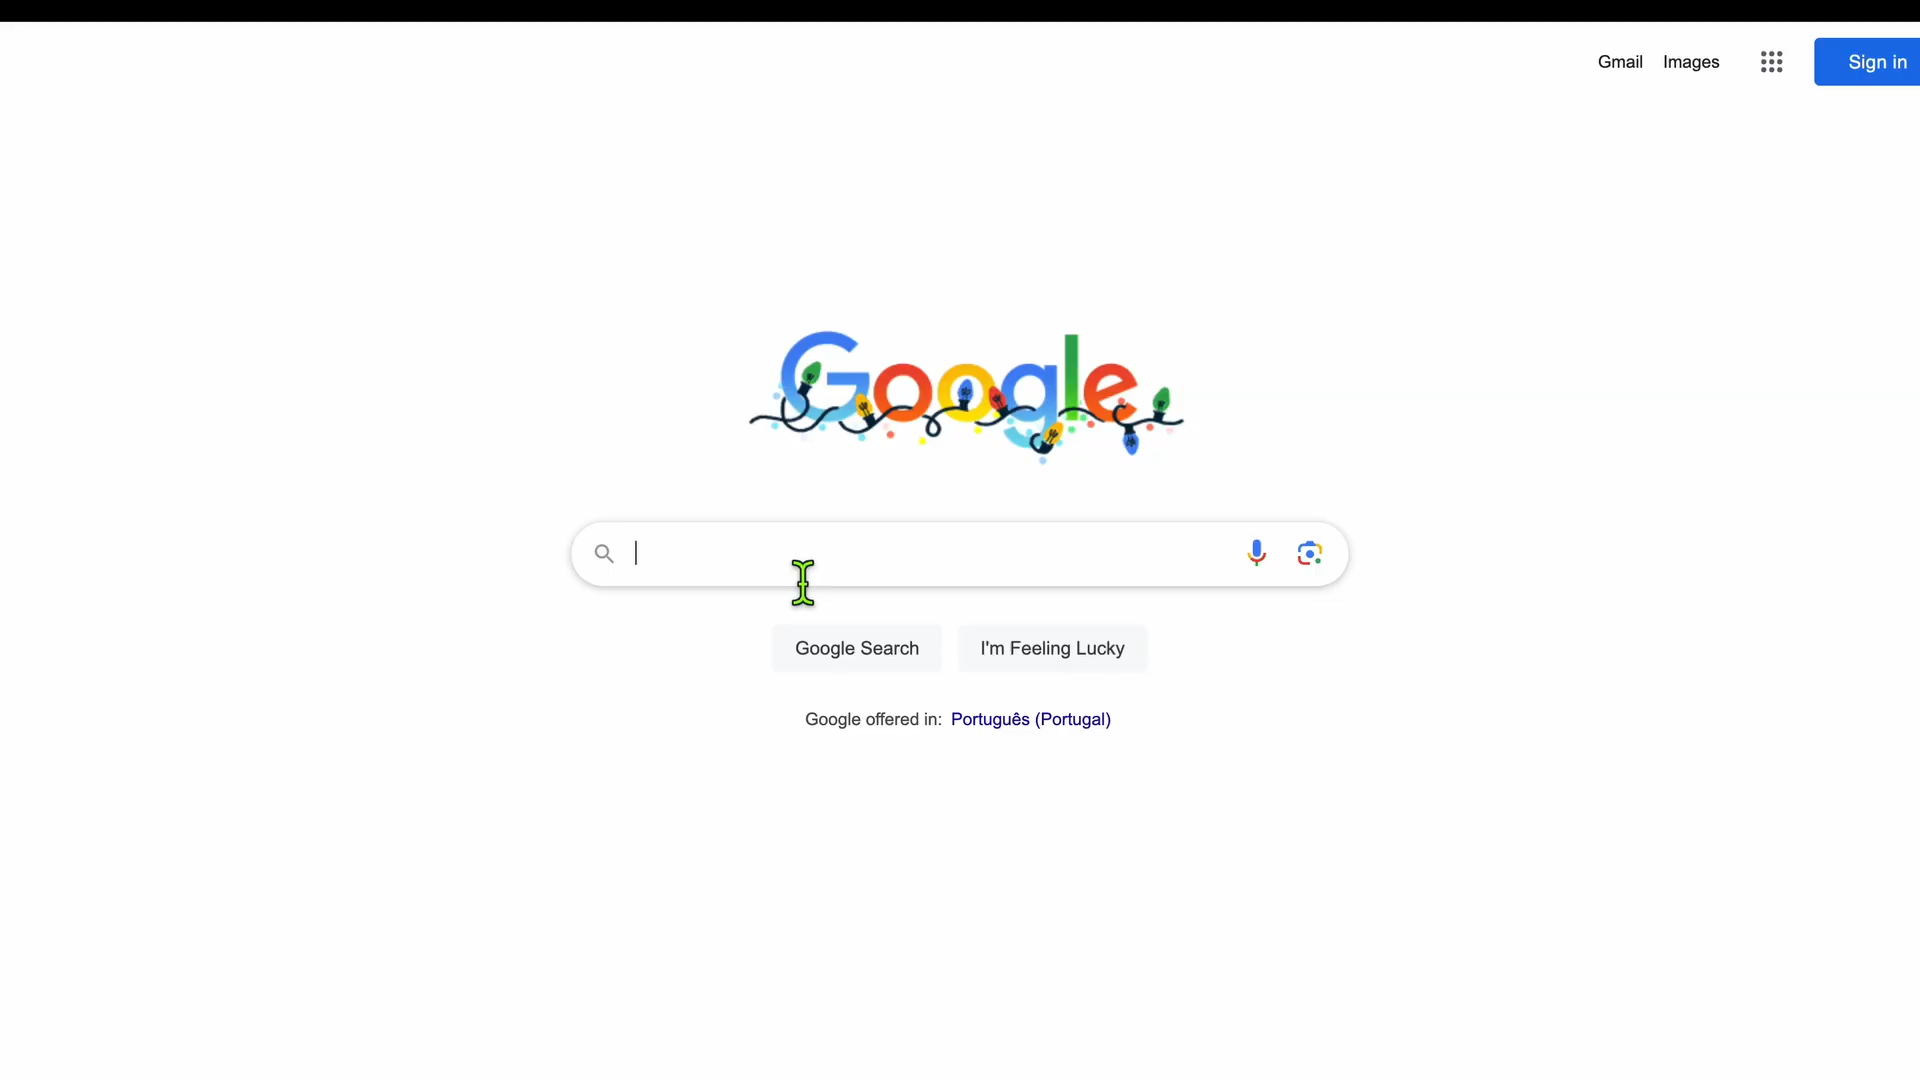 Gmail Images Sign in
Google
Google Search I'm Feeling Lucky
Google offered in: Português (Portugal)